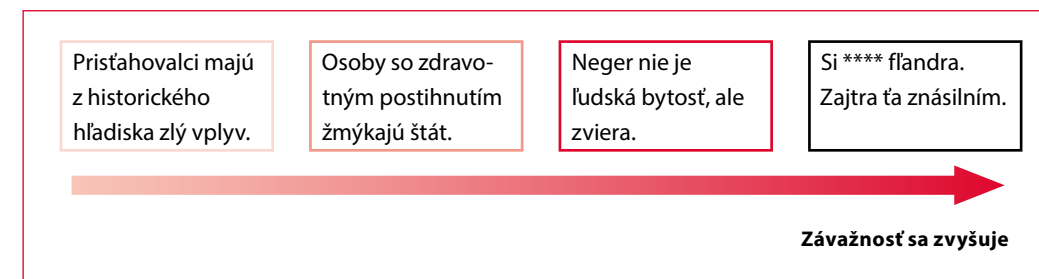 Prisťahovalci majú
z historického
hľadiska zlý vplyv.
Osoby so zdravo-
tným postihnutím
žmýkajú štát.
Neger nie je
ľudská bytosť, ale
zviera.
Si **** fľandra.
Zajtra ťa znásilním.
Závažnosť sa zvyšuje